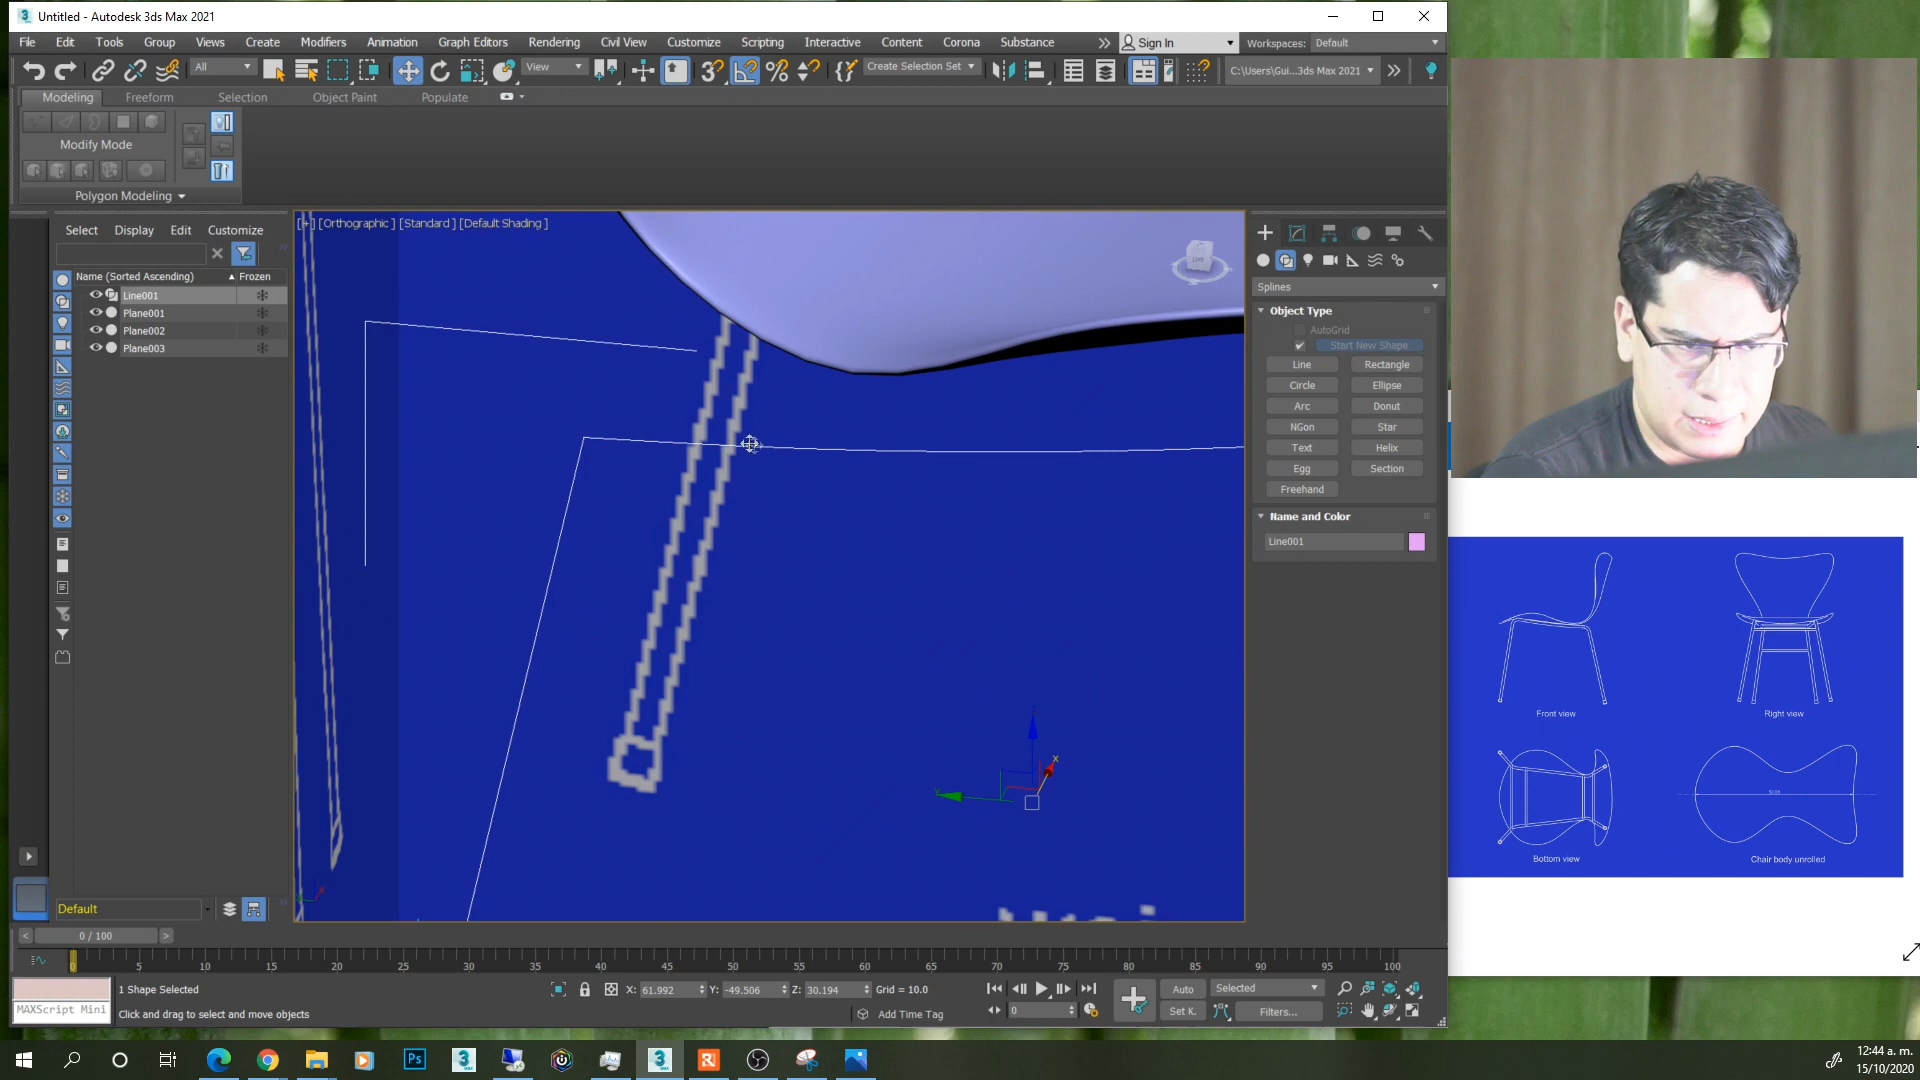 Untitled - Autodesk 3ds Max 2021
File Edit Tools Group Views Create Modifiers Animation Graph Editors Rendering Civil View Customize Scripting Interactive Content Corona Substance Sign In Workspaces: Default
All View Create Selection Set C:\Users\Gui...3ds Max 2021
Modeling Freeform Selection Object Paint Populate
Modify Mode
Polygon Modeling
Select Display Edit Customize
[+] [Orthographic ] [Standard ] [Default Shading ]
Name (Sorted Ascending) Frozen
Line001
Plane001
Plane002
Plane003
Splines
Object Type
AutoGrid
Start New Shape
Line Rectangle
Circle Ellipse
Arc Donut
NGon Star
Text Helix
Egg Section
Freehand
Name and Color
Line001
Front view Right view
Bottom view Chair body unrolled
Default
0 / 100
0 5 10 15 20 25 30 35 40 45 50 55 60 65 70 75 80 85 90 95 100
1 Shape Selected X: 61.992 Y: -49.506 Z: 30.194 Grid = 10.0 Auto Selected
MAXScript Mini Click and drag to select and move objects Add Time Tag 0 Set K. Filters...
12:44 a. m.
15/10/2020